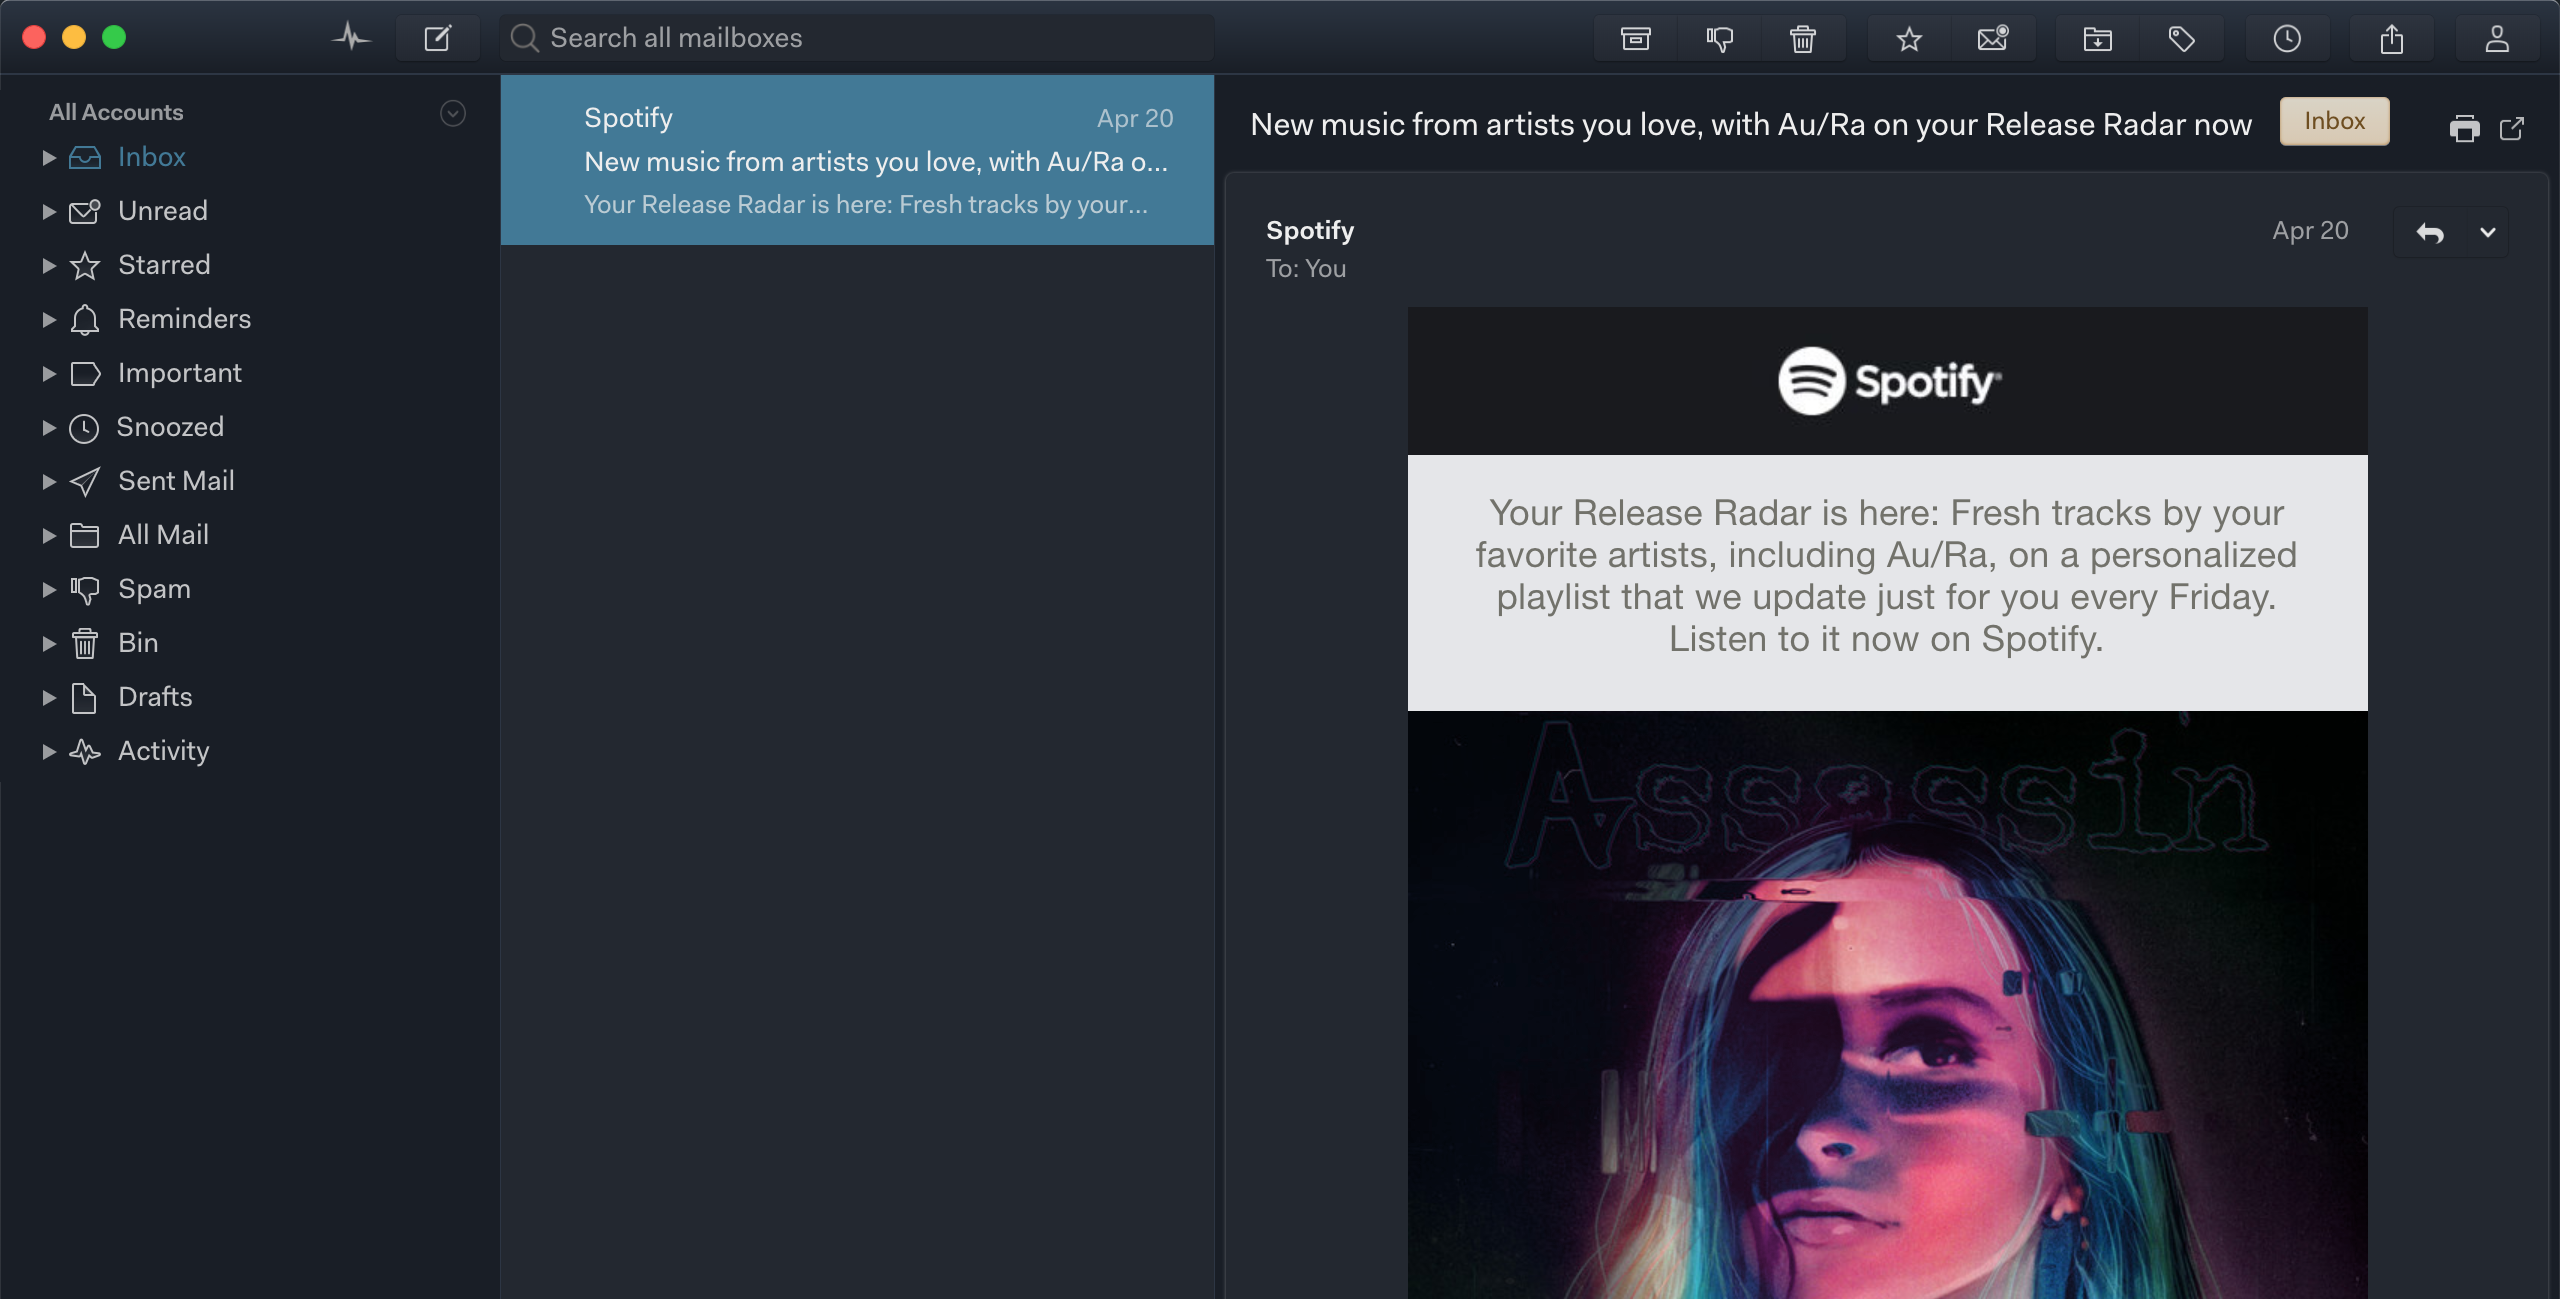 Search all mailboxes
All Accounts
Inbox
Unread
Starred
Reminders
Important
Snoozed
Sent Mail
All Mail
Spam
Bin
Drafts
Activity
Spotify Apr 20
New music from artists you love, with Au/Ra o...
Your Release Radar is here: Fresh tracks by your...
New music from artists you love, with Au/Ra on your Release Radar now Inbox
Spotify Apr 20
To: You
Spotify
Your Release Radar is here: Fresh tracks by your
favorite artists, including Au/Ra, on a personalized
playlist that we update just for you every Friday.
Listen to it now on Spotify.
Assassin